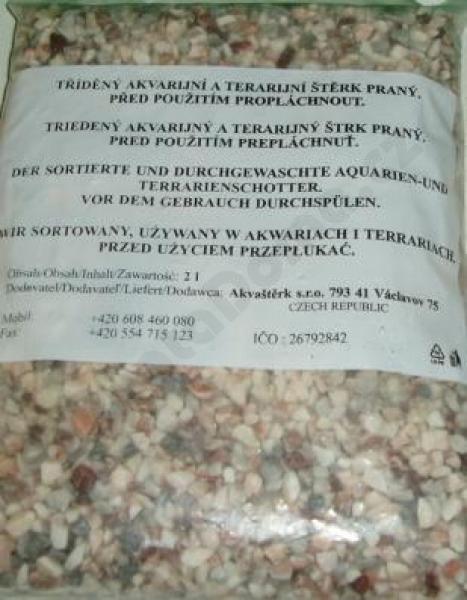 TŘÍDĚNÝ AKVARIJNÍ A TERARIJNÍ ŠTĚRK PRANÝ,
PŘED POUŽITÍM PROPLÁCHNOUT.
TRIEDENÝ AKVARIJNÝ A TERARIJNÝ ŠTRK PRANÝ,
PRED POUŽITÍM PREPLÁCHNUŤ.
DER SORTIERTE UND DURCHGEWASCHTE AQUARIEN-UND
TERRARIENSCHOTTER.
VOR DEM GEBRAUCH DURCHSPÜLEN.
WIR SORTOWANY, UŻYWANY W AKWARIACH I TERRARIACH,
PRZED UŻYCIEM PRZEPŁUKAĆ.
Obsah/Obsah/Inhalt/Zawartość: 2 l
Dodavatel/Dodavateľ/Liefert/Dodawca: Akvaštěrk s.r.o. 793 41 Václavov 75
CZECH REPUBLIC
Mobil: +420 608 460 080
Fax: +420 554 715 123
IČO : 26792842